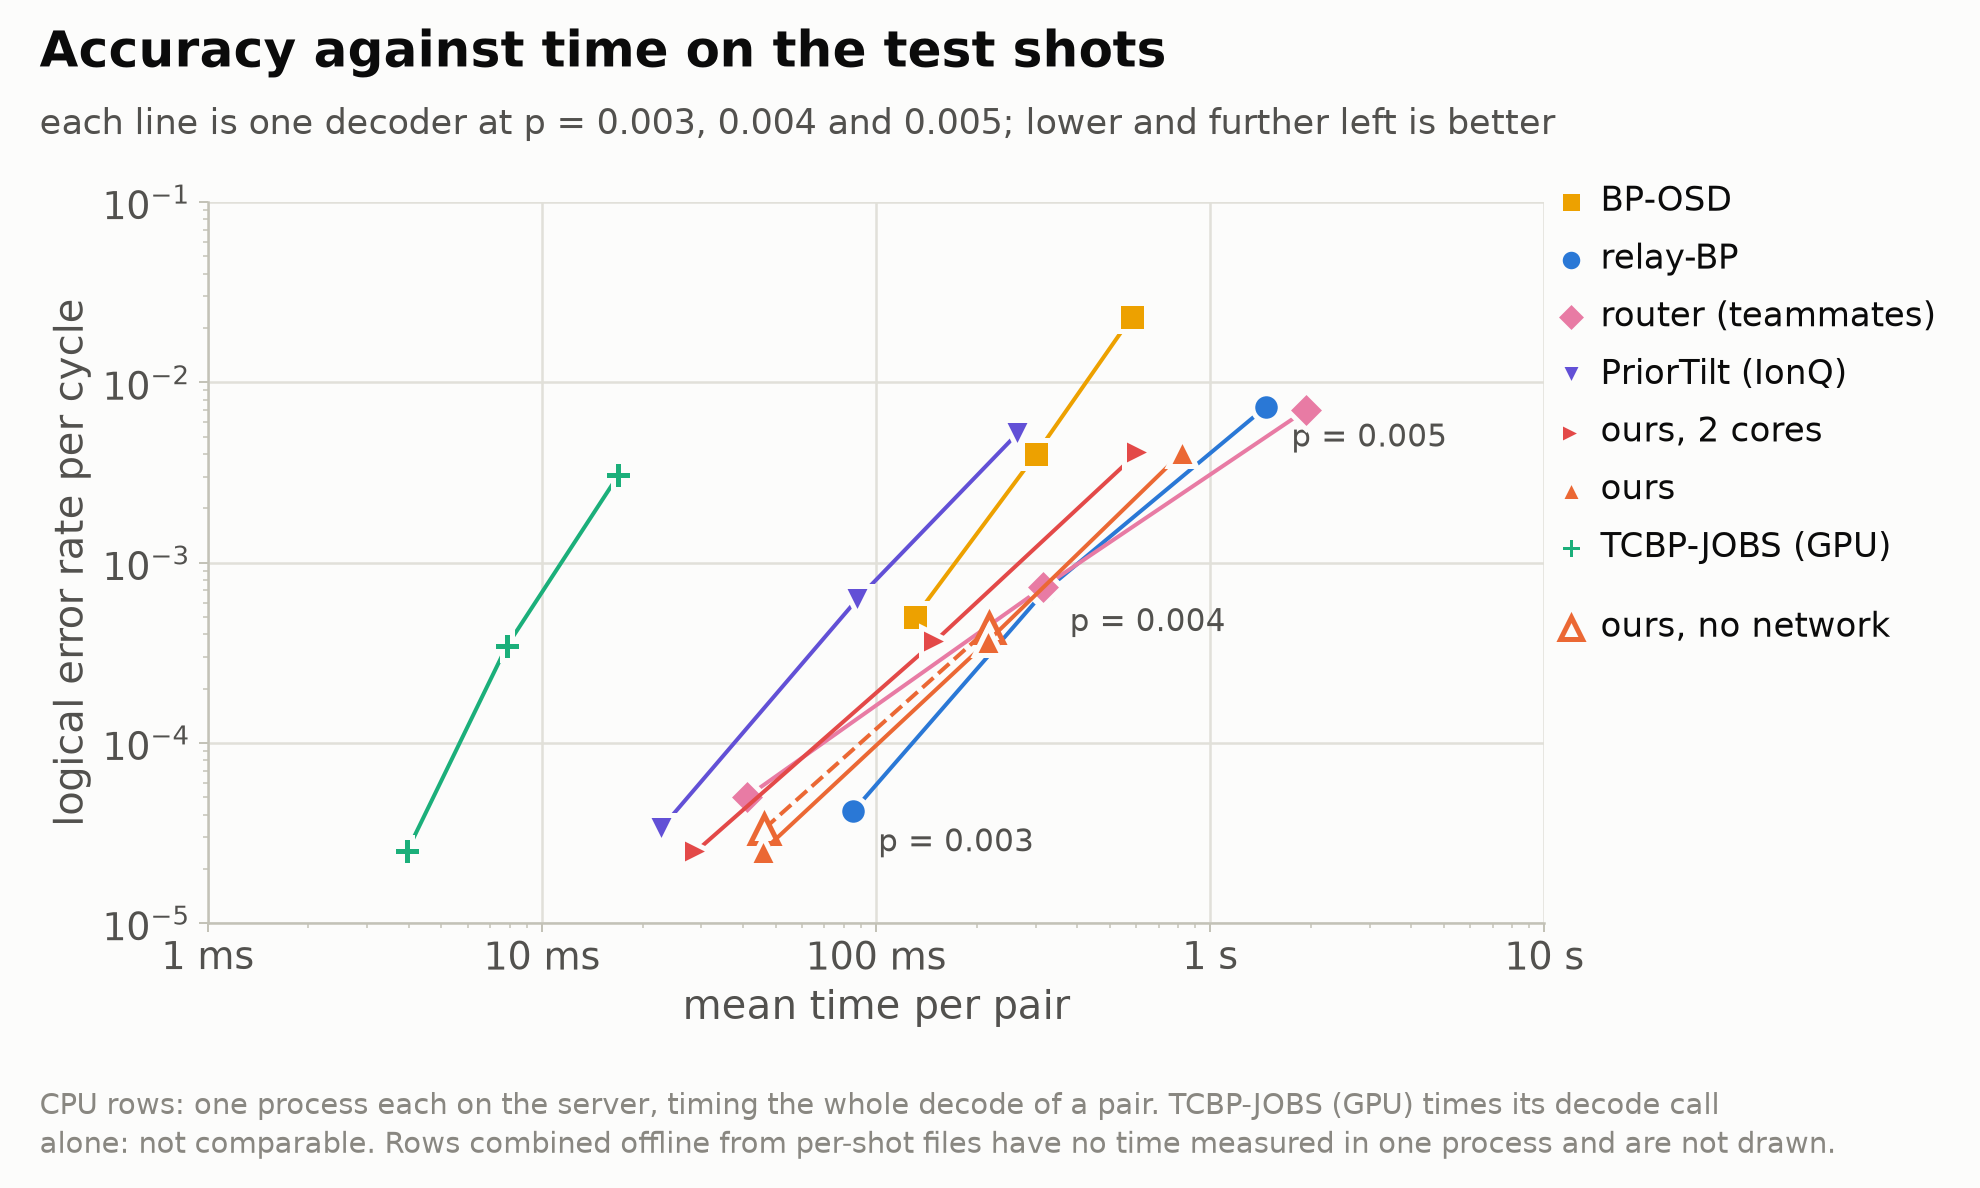 Accuracy against time on the test shots
each line is one decoder at p = 0.003, 0.004 and 0.005; lower and further left is better
logical error rate per cycle
10⁻¹
10⁻²
10⁻³
10⁻⁴
10⁻⁵
1 ms
10 ms
100 ms
1 s
10 s
mean time per pair
p = 0.005
p = 0.004
p = 0.003
BP-OSD
relay-BP
router (teammates)
PriorTilt (IonQ)
ours, 2 cores
ours
TCBP-JOBS (GPU)
ours, no network
CPU rows: one process each on the server, timing the whole decode of a pair. TCBP-JOBS (GPU) times its decode call
alone: not comparable. Rows combined offline from per-shot files have no time measured in one process and are not drawn.